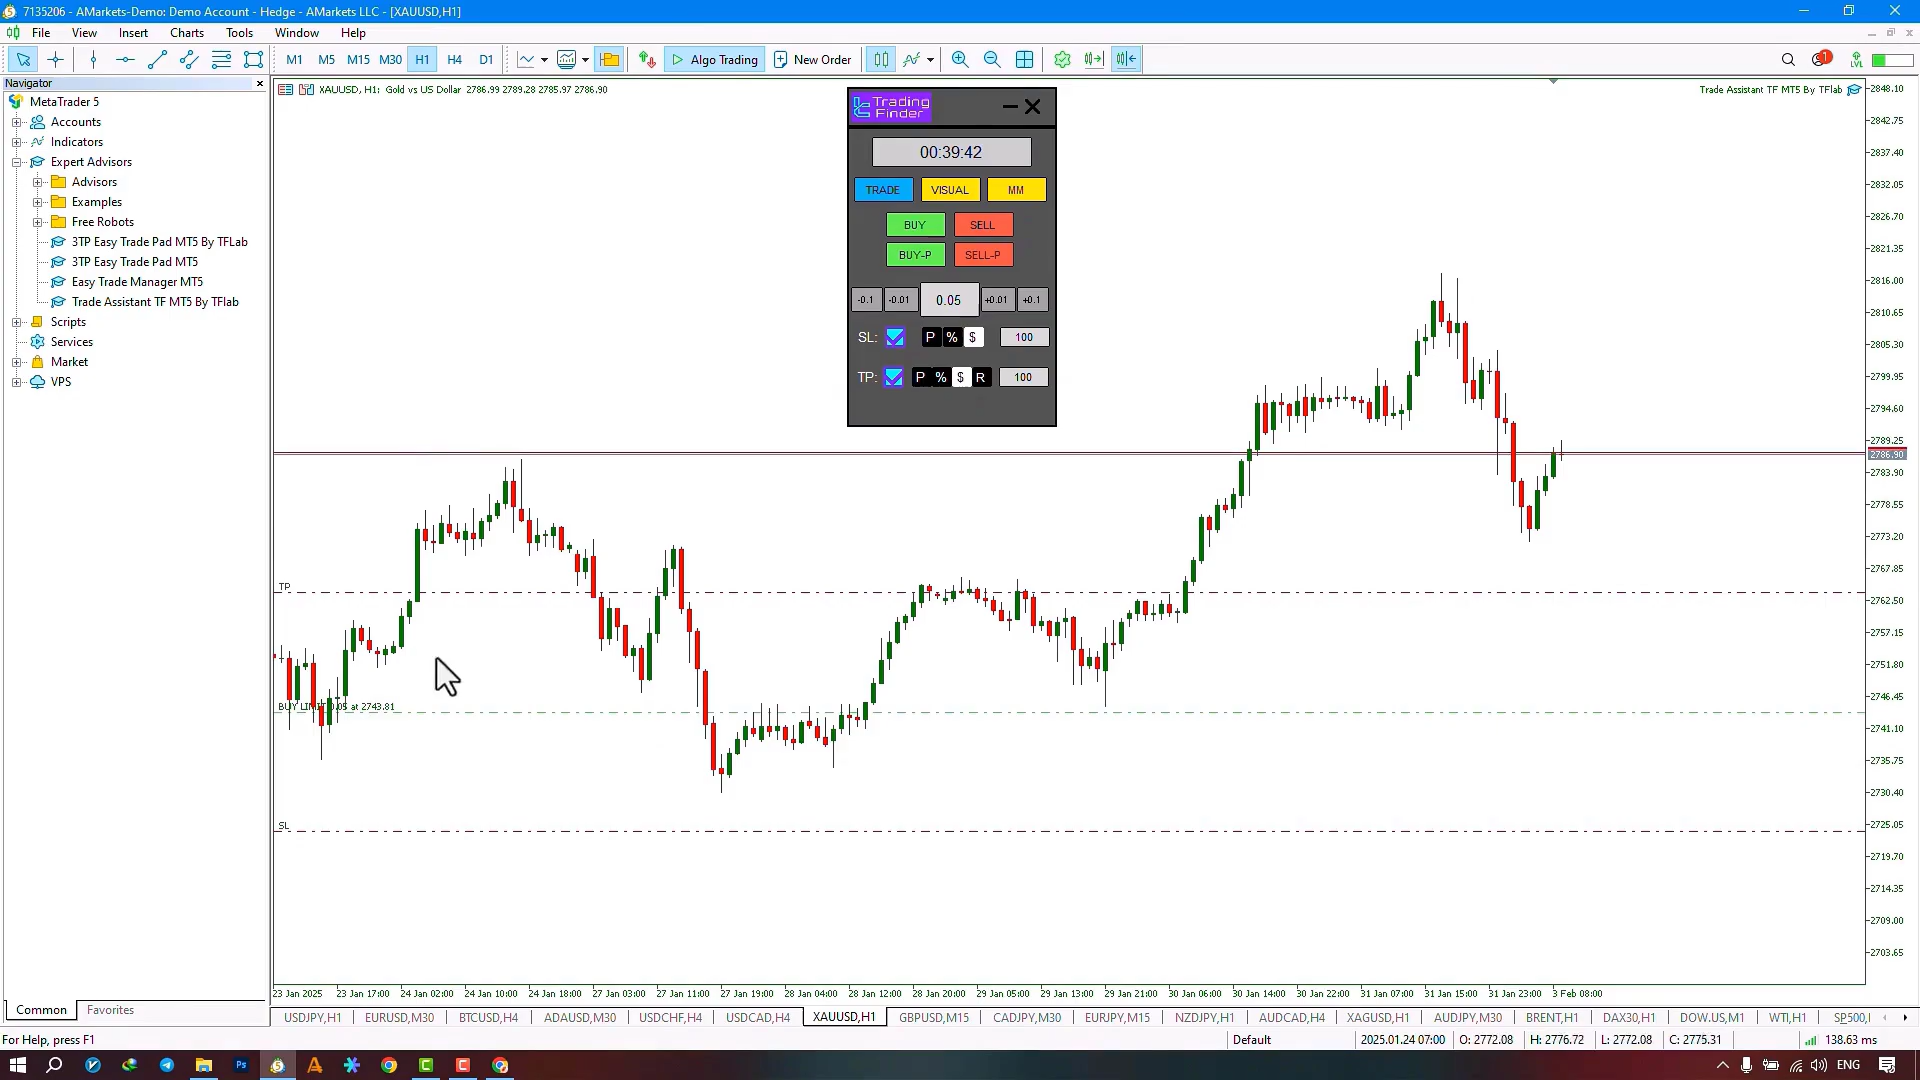 7135206 - AMarkets-Demo: Demo Account - Hedge - AMarkets LLC - [XAUUSD,H1]
File View Insert Charts Tools Window Help
M1 M5 M15 M30 H1 H4 D1 Algo Trading New Order 1 LVL
Navigator
MetaTrader 5
Accounts
Indicators
Expert Advisors
Advisors
Examples
Free Robots
3TP Easy Trade Pad MT5 By TFLab
3TP Easy Trade Pad MT5
Easy Trade Manager MT5
Trade Assistant TF MT5 By TFlab
Scripts
Services
Market
VPS
Common Favorites
XAUUSD, H1: Gold vs US Dollar 2786.99 2789.28 2785.97 2786.90
Trade Assistant TF MT5 By TFlab
Trading
Finder
00:39:42
TRADE VISUAL MM
BUY SELL
BUY-P SELL-P
-0.1 -0.01 0.05 +0.01 +0.1
SL: P % $ 100
TP: P % $ R 100
TP
BUY LIMIT 0.05 at 2743.81
SL
2848.10
2842.75
2837.40
2832.05
2826.70
2821.35
2816.00
2810.65
2805.30
2799.95
2794.60
2789.25
2786.90
2783.90
2778.55
2773.20
2767.85
2762.50
2757.15
2751.80
2746.45
2741.10
2735.75
2730.40
2725.05
2719.70
2714.35
2709.00
2703.65
23 Jan 2025 23 Jan 17:00 24 Jan 02:00 24 Jan 10:00 24 Jan 18:00 27 Jan 03:00 27 Jan 11:00 27 Jan 19:00 28 Jan 04:00 28 Jan 12:00 28 Jan 20:00 29 Jan 05:00 29 Jan 13:00 29 Jan 21:00 30 Jan 06:00 30 Jan 14:00 30 Jan 22:00 31 Jan 07:00 31 Jan 15:00 31 Jan 23:00 3 Feb 08:00
USDJPY,H1 EURUSD,M30 BTCUSD,H4 ADAUSD,M30 USDCHF,H4 USDCAD,H4 XAUUSD,H1 GBPUSD,M15 CADJPY,M30 EURJPY,M15 NZDJPY,H1 AUDCAD,H4 XAGUSD,H1 AUDJPY,M30 BRENT,H1 DAX30,H1 DOW.US,M1 WTI,H1 SP500,
For Help, press F1 Default 2025.01.24 07:00 O: 2772.08 H: 2776.72 L: 2772.08 C: 2775.31 138.63 ms
Ps ENG